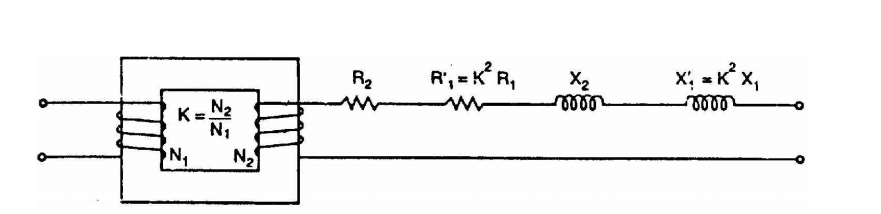 R₂ R'₁ = K² R₁ X₂ X'₁ = K² X₁
K = N₂/N₁
N₁ N₂